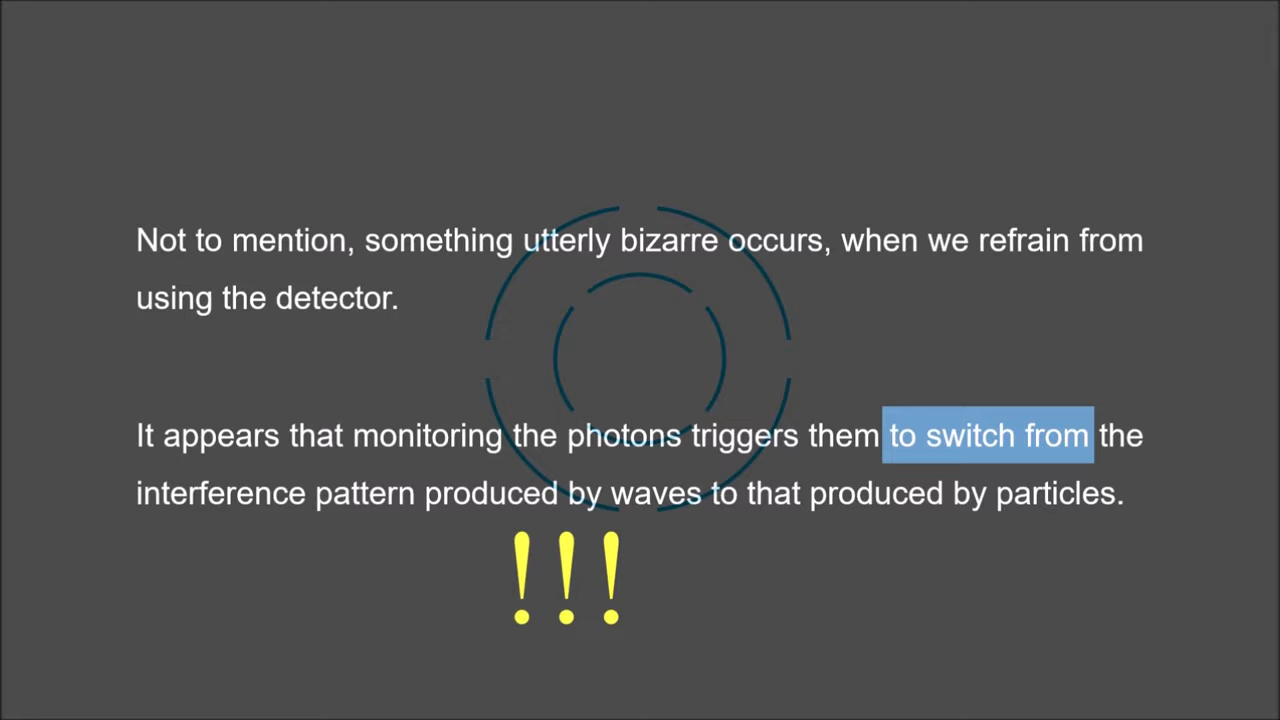 Not to mention, something utterly bizarre occurs, when we refrain from
using the detector.
It appears that monitoring the photons triggers them to switch from the
interference pattern produced by waves to that produced by particles.
!!!